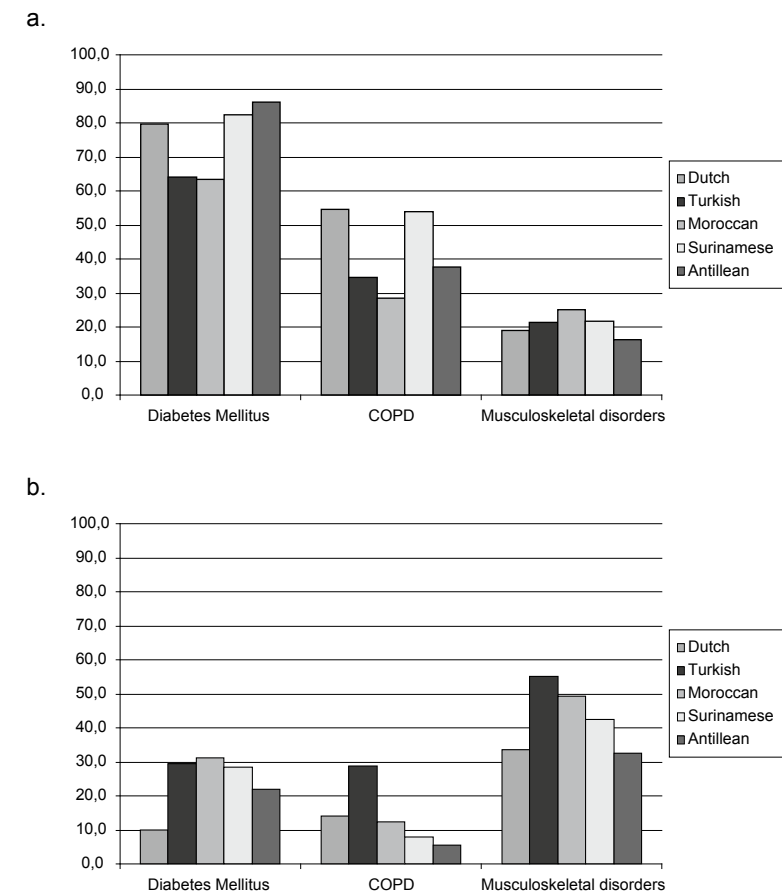 a.
100,0
90,0
80,0
70,0
60,0
50,0
40,0
30,0
20,0
10,0
0,0
Diabetes Mellitus COPD Musculoskeletal disorders
Dutch
Turkish
Moroccan
Surinamese
Antillean
b.
100,0
90,0
80,0
70,0
60,0
50,0
40,0
30,0
20,0
10,0
0,0
Diabetes Mellitus COPD Musculoskeletal disorders
Dutch
Turkish
Moroccan
Surinamese
Antillean